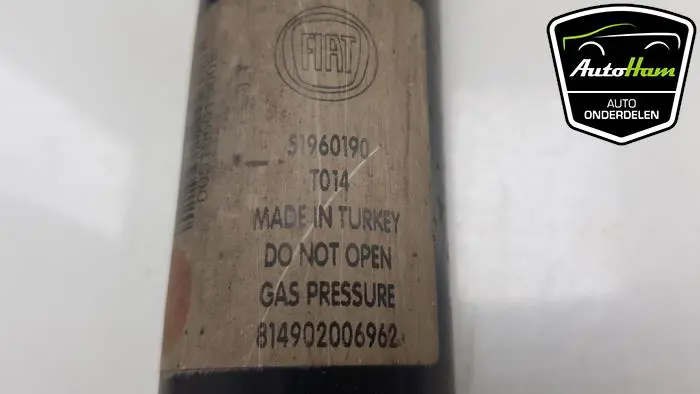 FIAT
51960190
T014
MADE IN TURKEY
DO NOT OPEN
GAS PRESSURE
814902006962
AutoHam
AUTO
ONDERDELEN